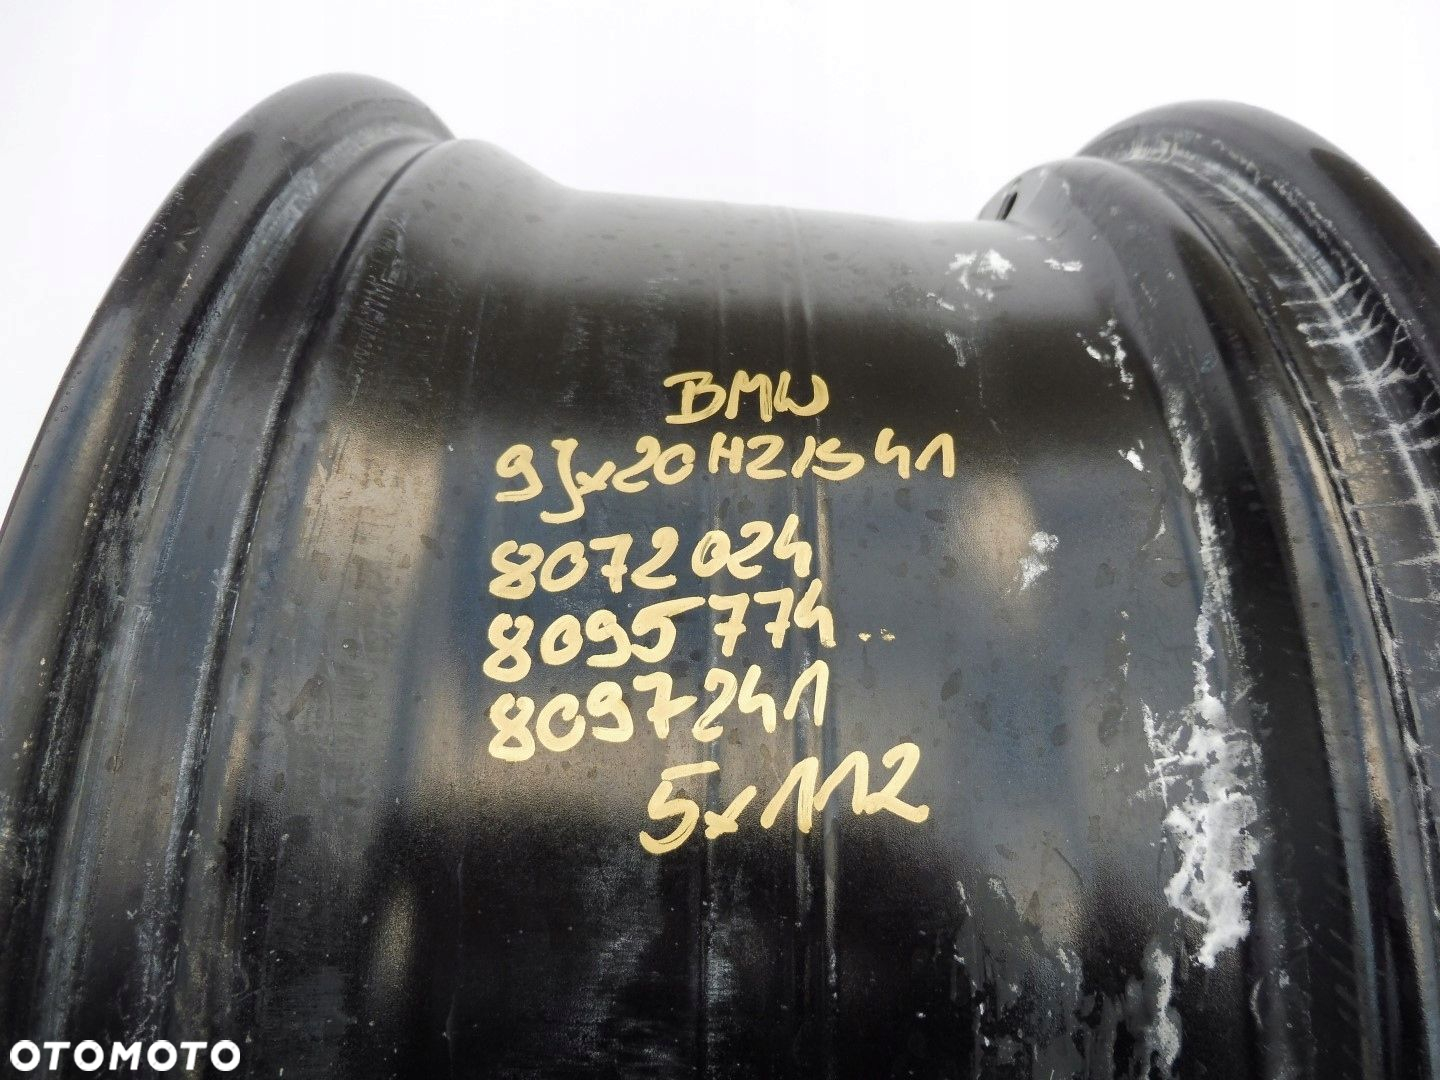 BMW
9Jx20H2IS41
8072024
8095774..
8097241
5x112
OTOMOTO